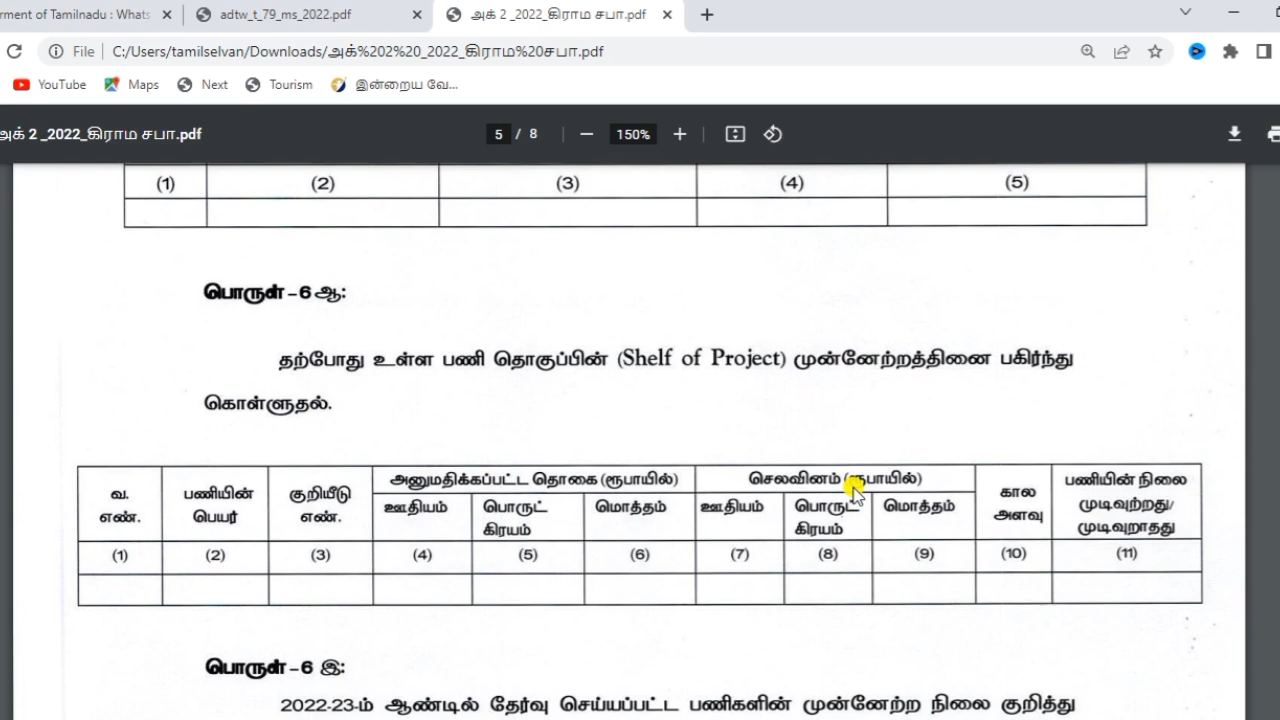 rment of Tamilnadu : Whats
adtw_t_79_ms_2022.pdf
அக் 2 _2022_கிராம சபா.pdf
File
C:/Users/tamilselvan/Downloads/அக்%202%20_2022_கிராம%20சபா.pdf
YouTube Maps Next Tourism இன்றைய வே...
அக் 2 _2022_கிராம சபா.pdf
5 / 8
150%
(1) (2) (3) (4) (5)
பொருள் – 6 ஆ:
தற்போது உள்ள பணி தொகுப்பின் (Shelf of Project) முன்னேற்றத்தினை பகிர்ந்து
கொள்ளுதல்.
வ. எண். பணியின் பெயர் குறியீடு எண். அனுமதிக்கப்பட்ட தொகை (ரூபாயில்) செலவினம் (ரூபாயில்) கால அளவு பணியின் நிலை முடிவுற்றது/ முடிவுறாதது
ஊதியம் பொருட் கிரயம் மொத்தம் ஊதியம் பொருட் கிரயம் மொத்தம்
(1) (2) (3) (4) (5) (6) (7) (8) (9) (10) (11)
பொருள் – 6 இ:
2022-23-ம் ஆண்டில் தேர்வு செய்யப்பட்ட பணிகளின் முன்னேற்ற நிலை குறித்து